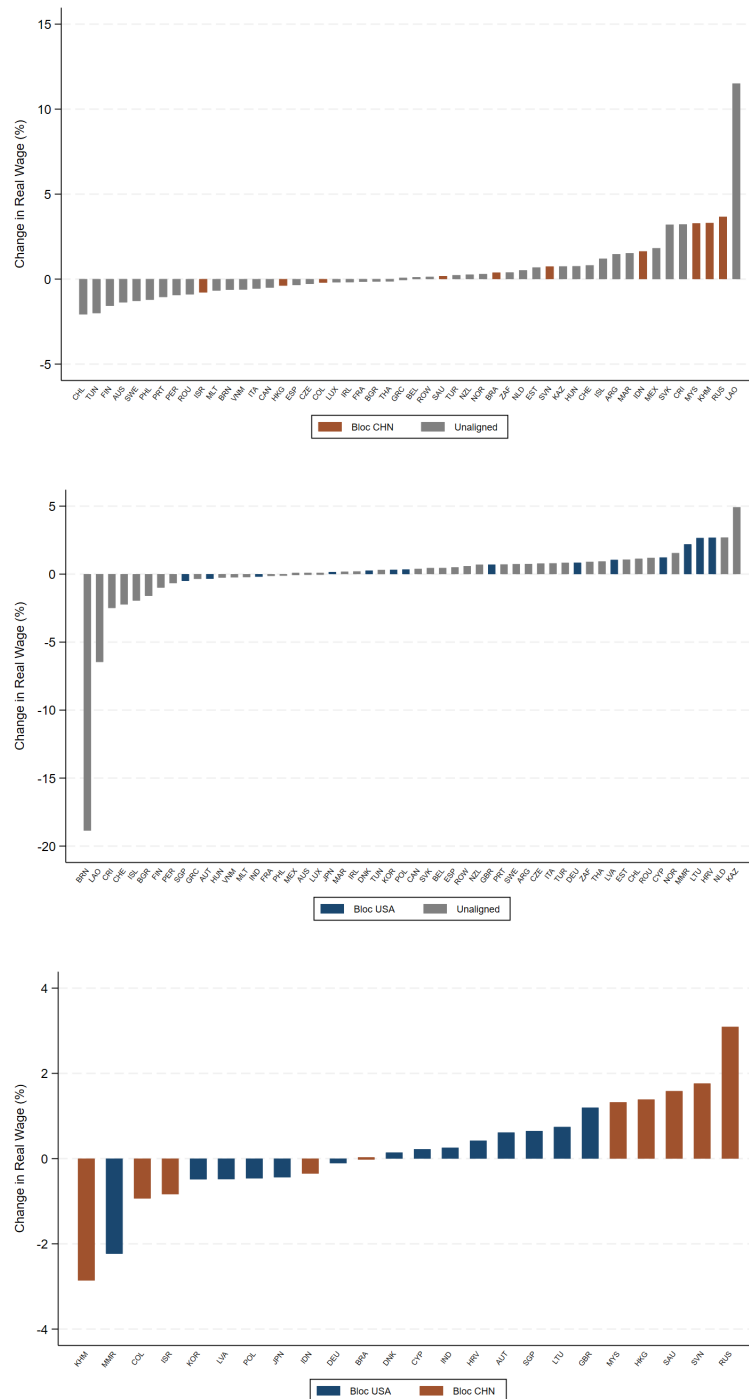 Change in Real Wage (%)
15
10
5
0
-5
CHL TUN FIN AUS SWE PHL PRT PER ROU ISR MLT BRN VNM ITA CAN HKG ESP CZE COL LUX IRL FRA BGR THA GRC BEL ROW SAU TUR NZL NOR BRA ZAF NLD EST SVN KAZ HUN CHE ISL ARG MAR IDN MEX SVK CRI MYS KHM RUS LAO
Bloc CHN Unaligned
Change in Real Wage (%)
5
0
-5
-10
-15
-20
BRN LAO CRI CHE ISL BGR FIN PER SGP GRC AUT HUN VNM MLT IND FRA PHL MEX AUS LUX JPN MAR IRL DNK TUN KOR POL CAN SVK BEL ESP ROW NZL GBR PRT SWE ARG CZE ITA TUR DEU ZAF THA LVA EST CHL ROU CYP NOR MMR LTU HRV NLD KAZ
Bloc USA Unaligned
Change in Real Wage (%)
4
2
0
-2
-4
KHM MMR COL ISR KOR LVA POL JPN IDN DEU BRA DNK CYP IND HRV AUT SGP LTU GBR MYS HKG SAU SVN RUS
Bloc USA Bloc CHN